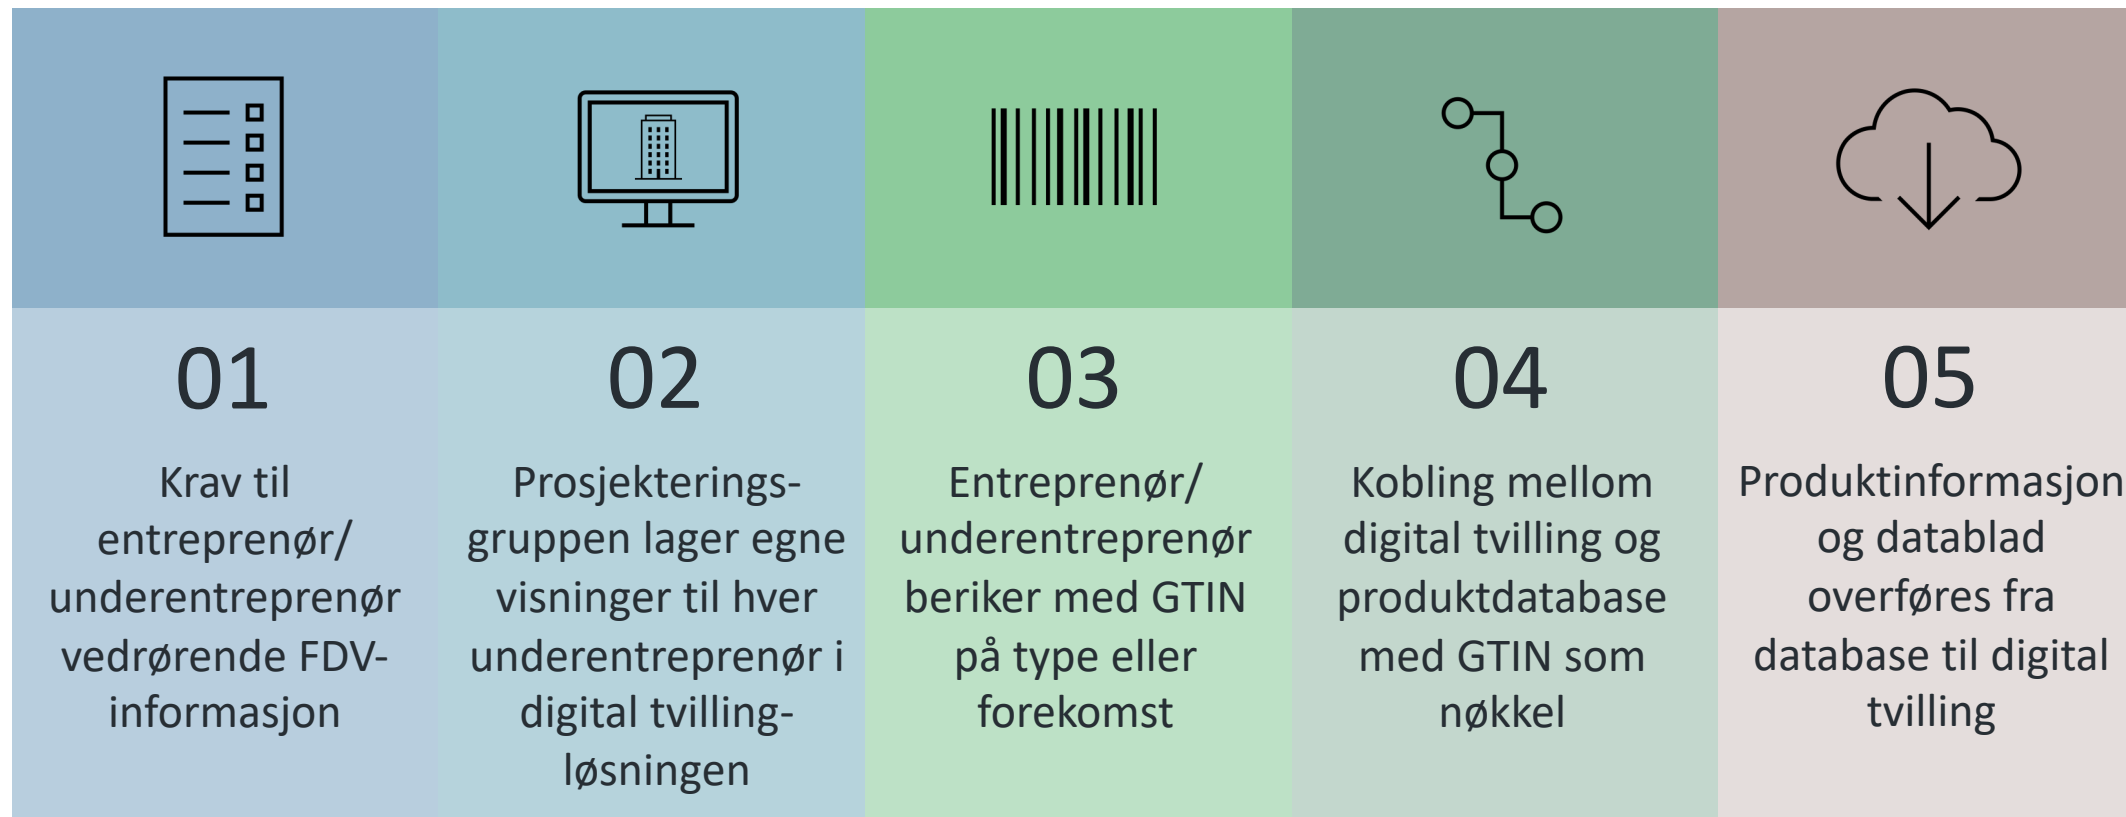 01
Krav til
entreprenør/
underentreprenør
vedrørende FDV-
informasjon
02
Prosjekterings-
gruppen lager egne
visninger til hver
underentreprenør i
digital tvilling-
løsningen
03
Entreprenør/
underentreprenør
beriker med GTIN
på type eller
forekomst
04
Kobling mellom
digital tvilling og
produktdatabase
med GTIN som
nøkkel
05
Produktinformasjon
og datablad
overføres fra
database til digital
tvilling